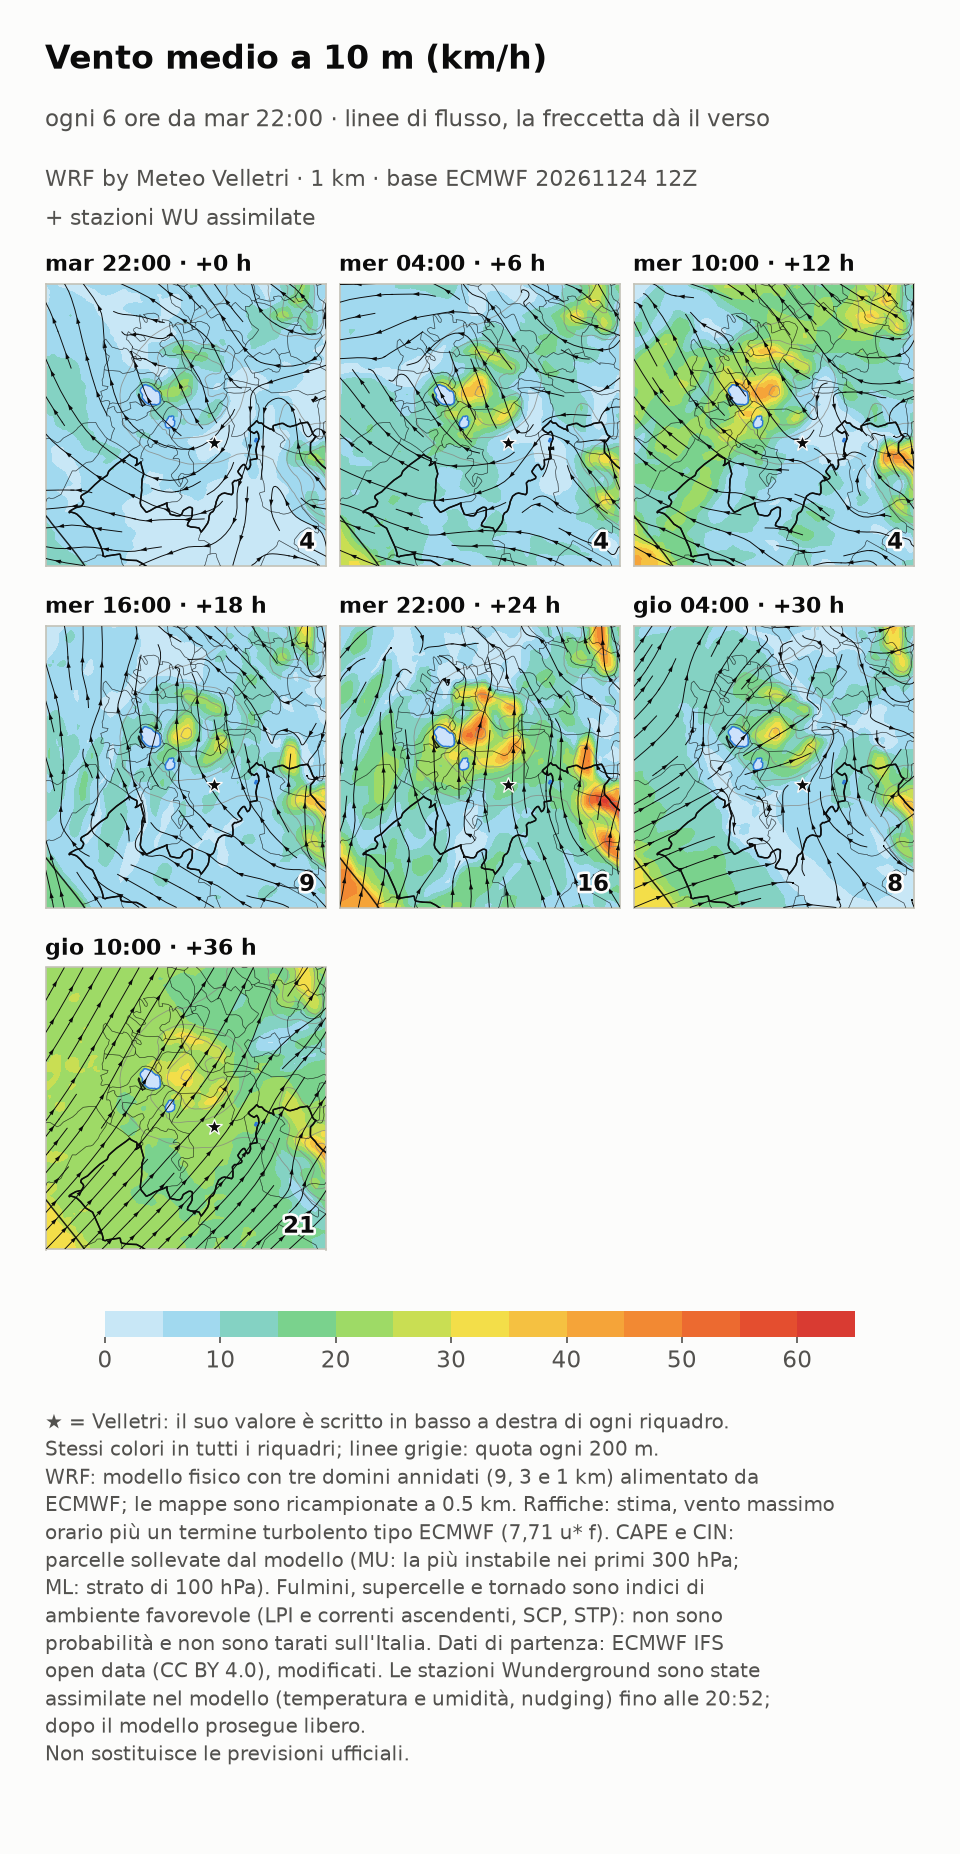 Vento medio a 10 m (km/h)
ogni 6 ore da mar 22:00 · linee di flusso, la freccetta dà il verso
WRF by Meteo Velletri · 1 km · base ECMWF 20261124 12Z
+ stazioni WU assimilate
mar 22:00 · +0 h
mer 04:00 · +6 h
mer 10:00 · +12 h
4
4
4
mer 16:00 · +18 h
mer 22:00 · +24 h
gio 04:00 · +30 h
9
16
8
gio 10:00 · +36 h
21
0 10 20 30 40 50 60
★ = Velletri: il suo valore è scritto in basso a destra di ogni riquadro.
Stessi colori in tutti i riquadri; linee grigie: quota ogni 200 m.
WRF: modello fisico con tre domini annidati (9, 3 e 1 km) alimentato da
ECMWF; le mappe sono ricampionate a 0.5 km. Raffiche: stima, vento massimo
orario più un termine turbolento tipo ECMWF (7,71 u* f). CAPE e CIN:
parcelle sollevate dal modello (MU: la più instabile nei primi 300 hPa;
ML: strato di 100 hPa). Fulmini, supercelle e tornado sono indici di
ambiente favorevole (LPI e correnti ascendenti, SCP, STP): non sono
probabilità e non sono tarati sull'Italia. Dati di partenza: ECMWF IFS
open data (CC BY 4.0), modificati. Le stazioni Wunderground sono state
assimilate nel modello (temperatura e umidità, nudging) fino alle 20:52;
dopo il modello prosegue libero.
Non sostituisce le previsioni ufficiali.